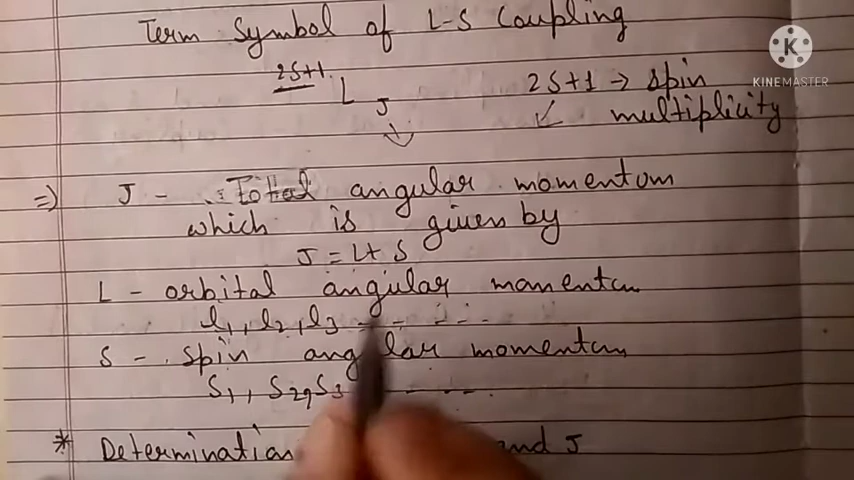 Term Symbol of L-S Coupling
2S+1 L J
2S+1 → spin
multiplicity
K
KINEMASTER
⇒) J - Total angular momentum
which is given by
J = L+S
L - orbital angular momentum
l1, l2, l3 - - - - -
S - spin angular momentum
S1, S2, S3 - - -
* Determination and J